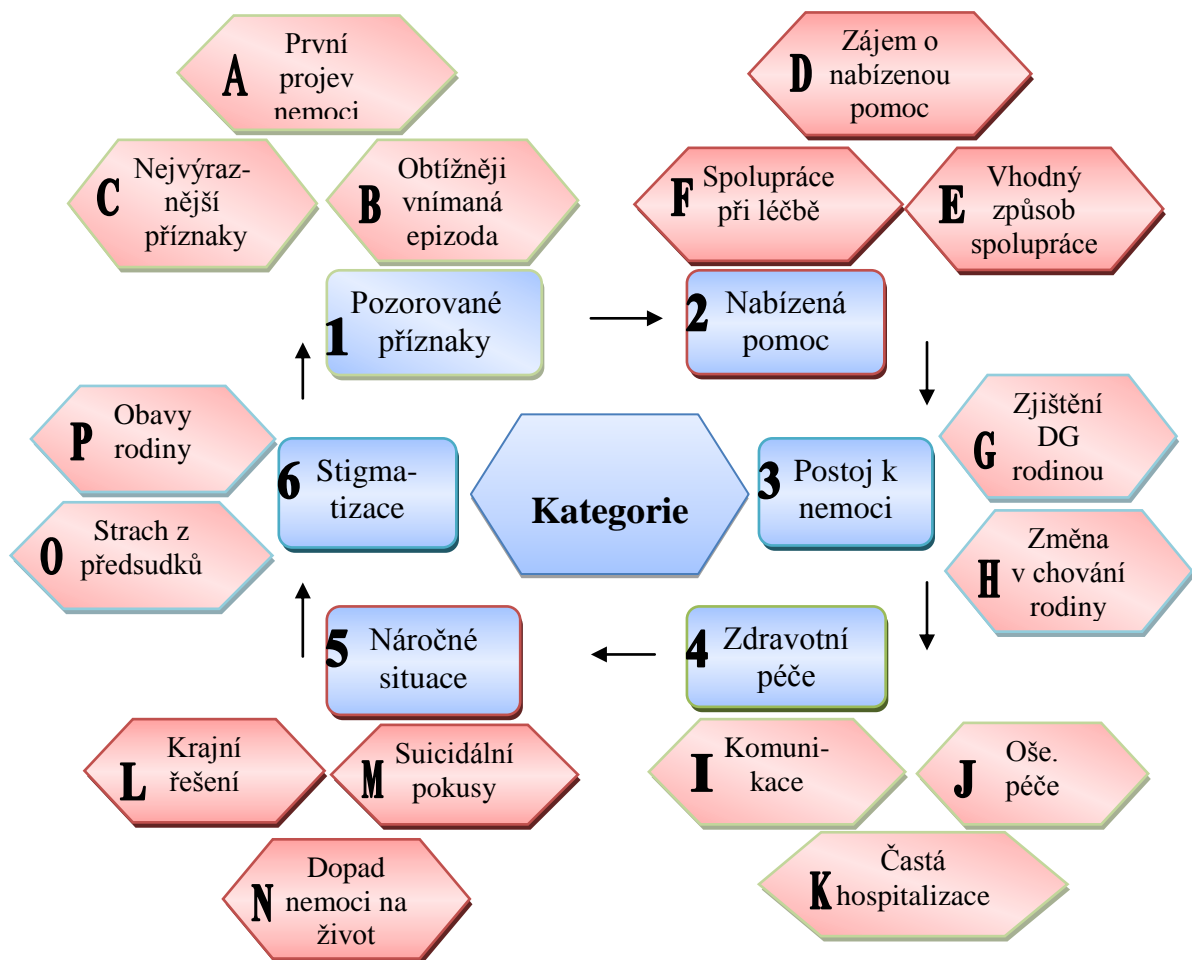 A
První
projev
nemoci
C
Nejvýraz-
nější
příznaky
B
Obtížněji
vnímaná
epizoda
D
Zájem o
nabízenou
pomoc
F
Spolupráce
při léčbě
E
Vhodný
způsob
spolupráce
1
Pozorované
příznaky
2
Nabízená
pomoc
P
Obavy
rodiny
O
Strach z
předsudků
6
Stigma-
tizace
Kategorie
3
Postoj k
nemoci
G
Zjištění
DG
rodinou
H
Změna
v chování
rodiny
5
Náročné
situace
4
Zdravotní
péče
L
Krajní
řešení
M
Suicidální
pokusy
N
Dopad
nemoci na
život
I
Komuni-
kace
J
Oše.
péče
K
Častá
hospitalizace